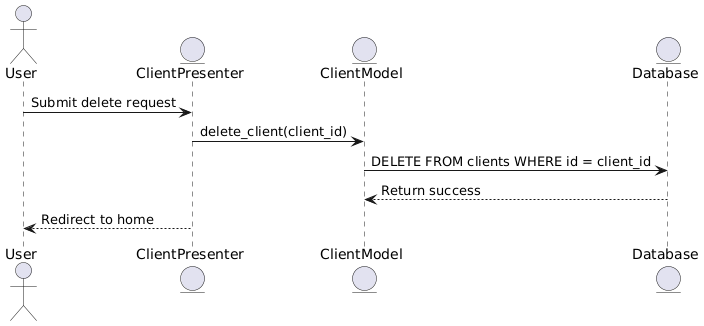 User
ClientPresenter
ClientModel
Database
Submit delete request
delete_client(client_id)
DELETE FROM clients WHERE id = client_id
Return success
Redirect to home
User
ClientPresenter
ClientModel
Database